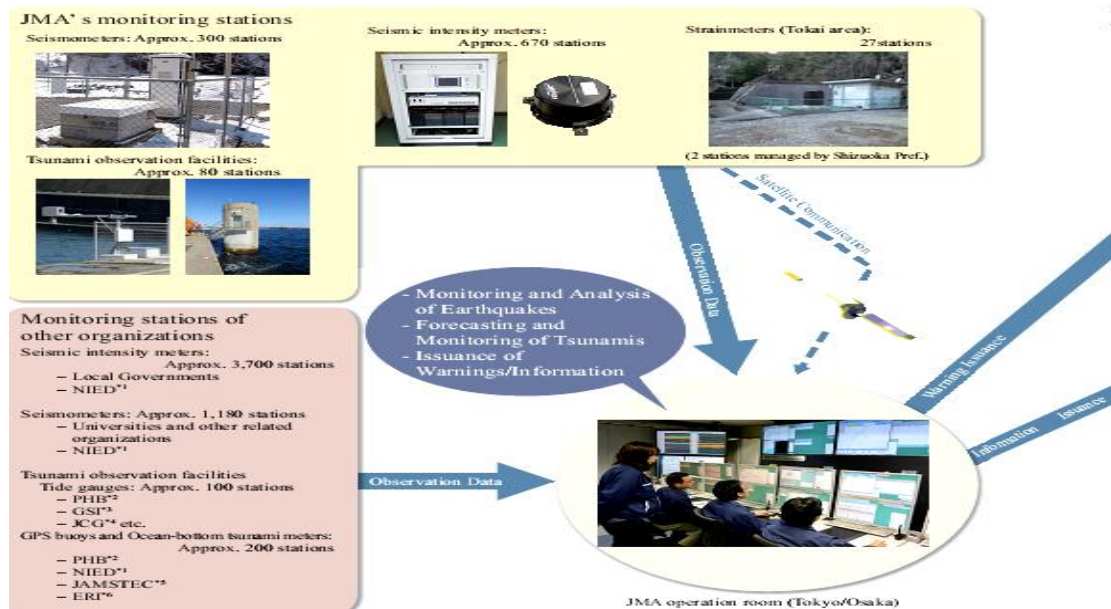 JMA's monitoring stations
Seismometers: Approx. 300 stations
Seismic intensity meters:
Approx. 670 stations
Strainmeters (Tokai area):
27stations
(2 stations managed by Shizuoka Pref.)
Tsunami observation facilities:
Approx. 80 stations
Satellite Communication
Observation Data
- Monitoring and Analysis
of Earthquakes
- Forecasting and
Monitoring of Tsunamis
- Issuance of
Warnings/Information
Monitoring stations of
other organizations
Seismic intensity meters:
Approx. 3,700 stations
– Local Governments
– NIED*1
Seismometers: Approx. 1,180 stations
– Universities and other related
organizations
– NIED*1
Tsunami observation facilities
Tide gauges: Approx. 100 stations
– PHB*2
– GSI*3
– JCG*4 etc.
GPS buoys and Ocean-bottom tsunami meters:
Approx. 200 stations
– PHB*2
– NIED*1
– JAMSTEC*5
– ERI*6
Observation Data
Warning Issuance
Information Issuance
JMA operation room (Tokyo/Osaka)